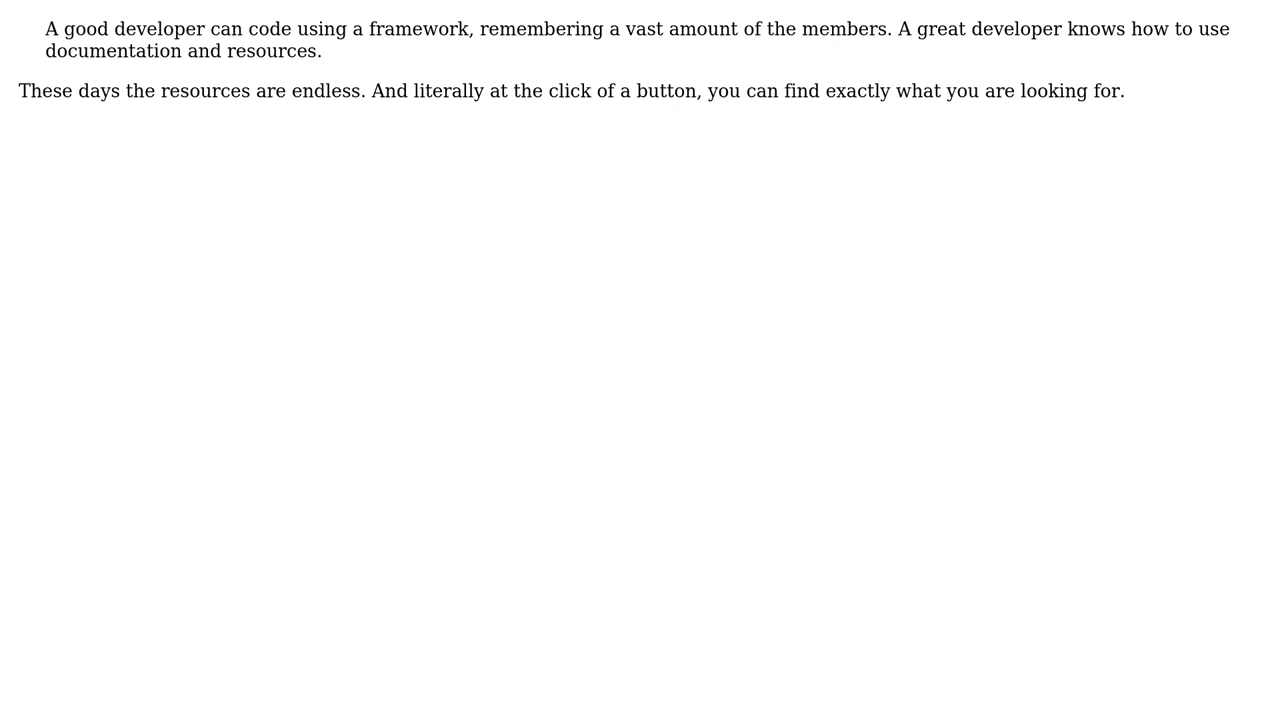 A good developer can code using a framework, remembering a vast amount of the members. A great developer knows how to use
documentation and resources.
These days the resources are endless. And literally at the click of a button, you can find exactly what you are looking for.